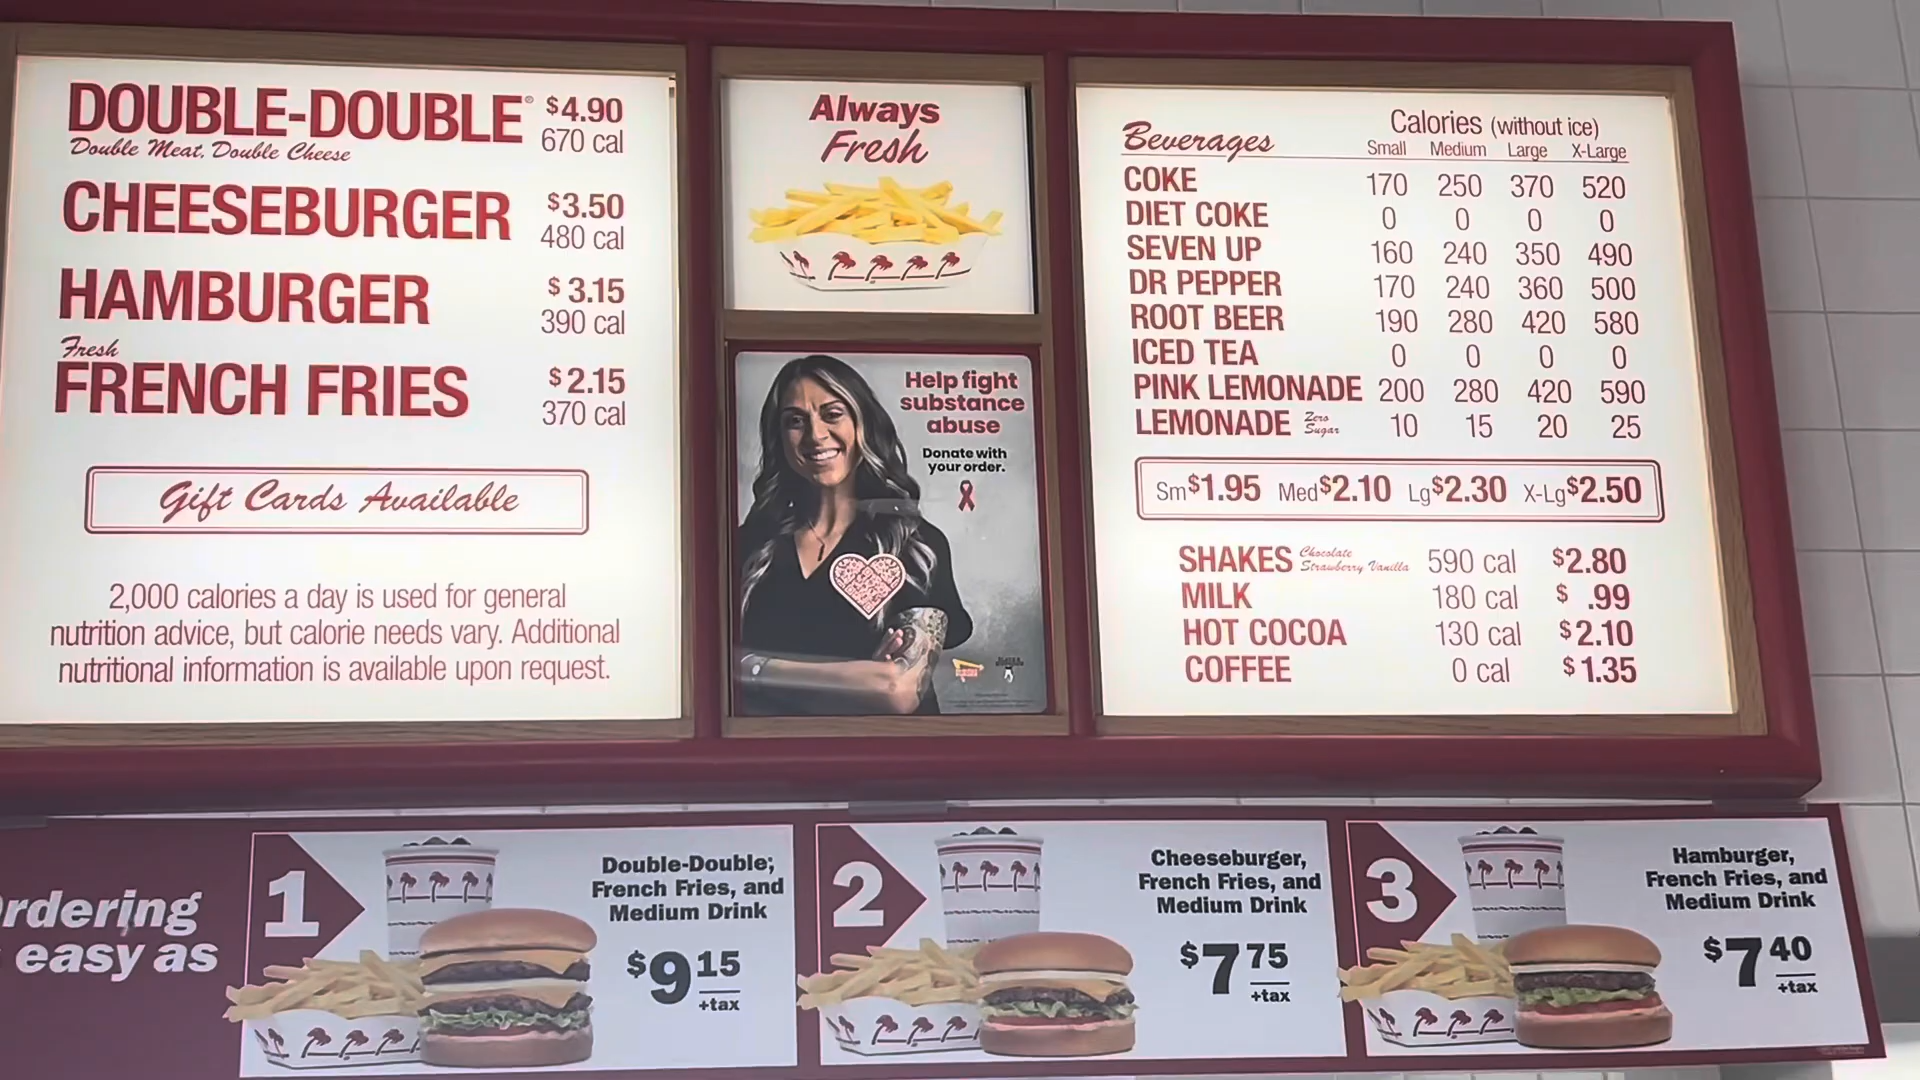 DOUBLE-DOUBLE® $4.90
Double Meat, Double Cheese 670 cal
CHEESEBURGER $3.50
480 cal
HAMBURGER $3.15
390 cal
Fresh
FRENCH FRIES $2.15
370 cal
Gift Cards Available
2,000 calories a day is used for general
nutrition advice, but calorie needs vary. Additional
nutritional information is available upon request.
Always
Fresh
Help fight
substance
abuse
Donate with
your order.
Beverages Calories (without ice)
Small Medium Large X-Large
COKE 170 250 370 520
DIET COKE 0 0 0 0
SEVEN UP 160 240 350 490
DR PEPPER 170 240 360 500
ROOT BEER 190 280 420 580
ICED TEA 0 0 0 0
PINK LEMONADE 200 280 420 590
LEMONADE Zero Sugar 10 15 20 25
Sm $1.95 Med $2.10 Lg $2.30 X-Lg $2.50
SHAKES Chocolate Strawberry Vanilla 590 cal $2.80
MILK 180 cal $ .99
HOT COCOA 130 cal $2.10
COFFEE 0 cal $1.35
rdering
easy as
1
Double-Double,
French Fries, and
Medium Drink
$9 15
+tax
2
Cheeseburger,
French Fries, and
Medium Drink
$7 75
+tax
3
Hamburger,
French Fries, and
Medium Drink
$7 40
+tax